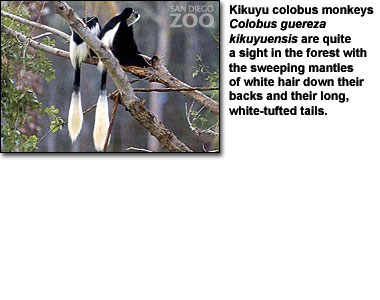 SAN DIEGO
ZOO
Kikuyu colobus monkeys
Colobus guereza
kikuyuensis are quite
a sight in the forest with
the sweeping mantles
of white hair down their
backs and their long,
white-tufted tails.